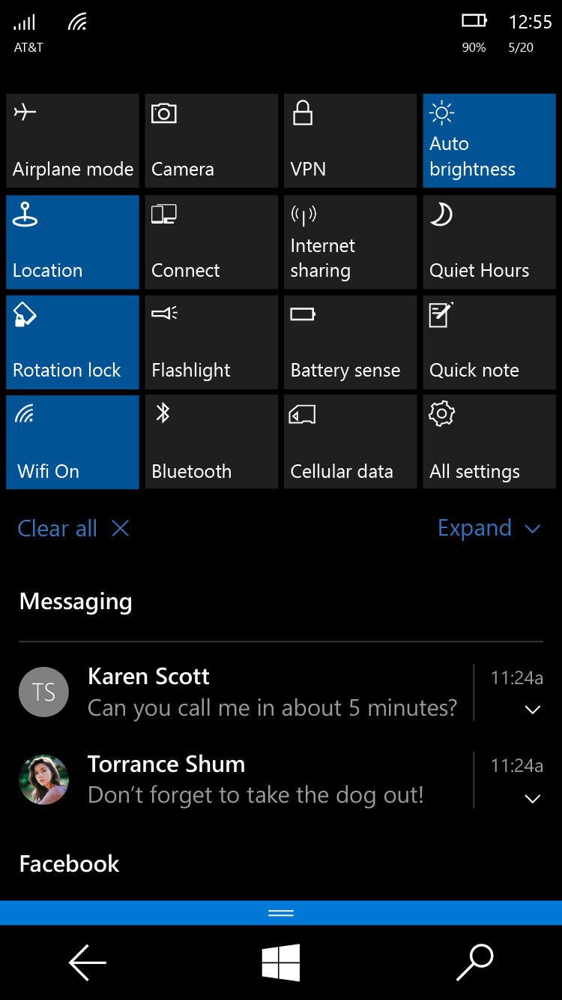 12:55
AT&T
90%
5/20
Airplane mode
Camera
VPN
Auto
brightness
Location
Connect
Internet
sharing
Quiet Hours
Rotation lock
Flashlight
Battery sense
Quick note
Wifi On
Bluetooth
Cellular data
All settings
Clear all
Expand
Messaging
TS
Karen Scott
11:24a
Can you call me in about 5 minutes?
Torrance Shum
11:24a
Don’t forget to take the dog out!
Facebook